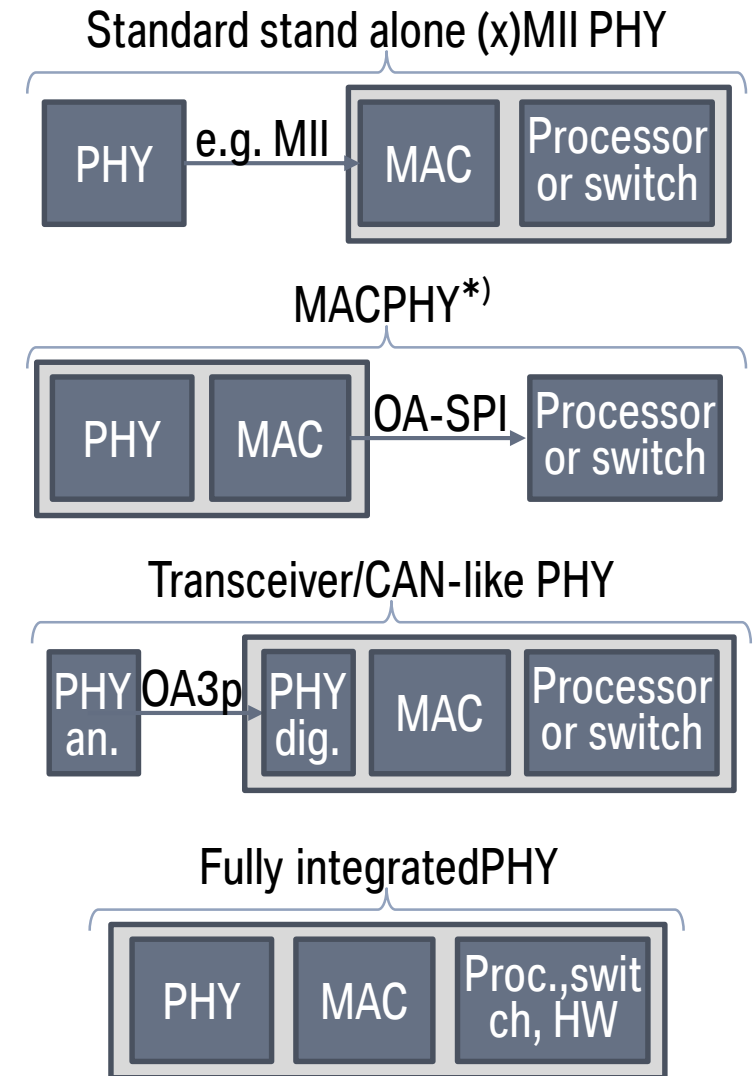 Standard stand alone (x)MII PHY
PHY
e.g. MII
MAC
Processor
or switch
MACPHY*)
PHY
MAC
OA-SPI
Processor
or switch
Transceiver/CAN-like PHY
PHY
an.
OA3p
PHY
dig.
MAC
Processor
or switch
Fully integratedPHY
PHY
MAC
Proc.,swit
ch, HW